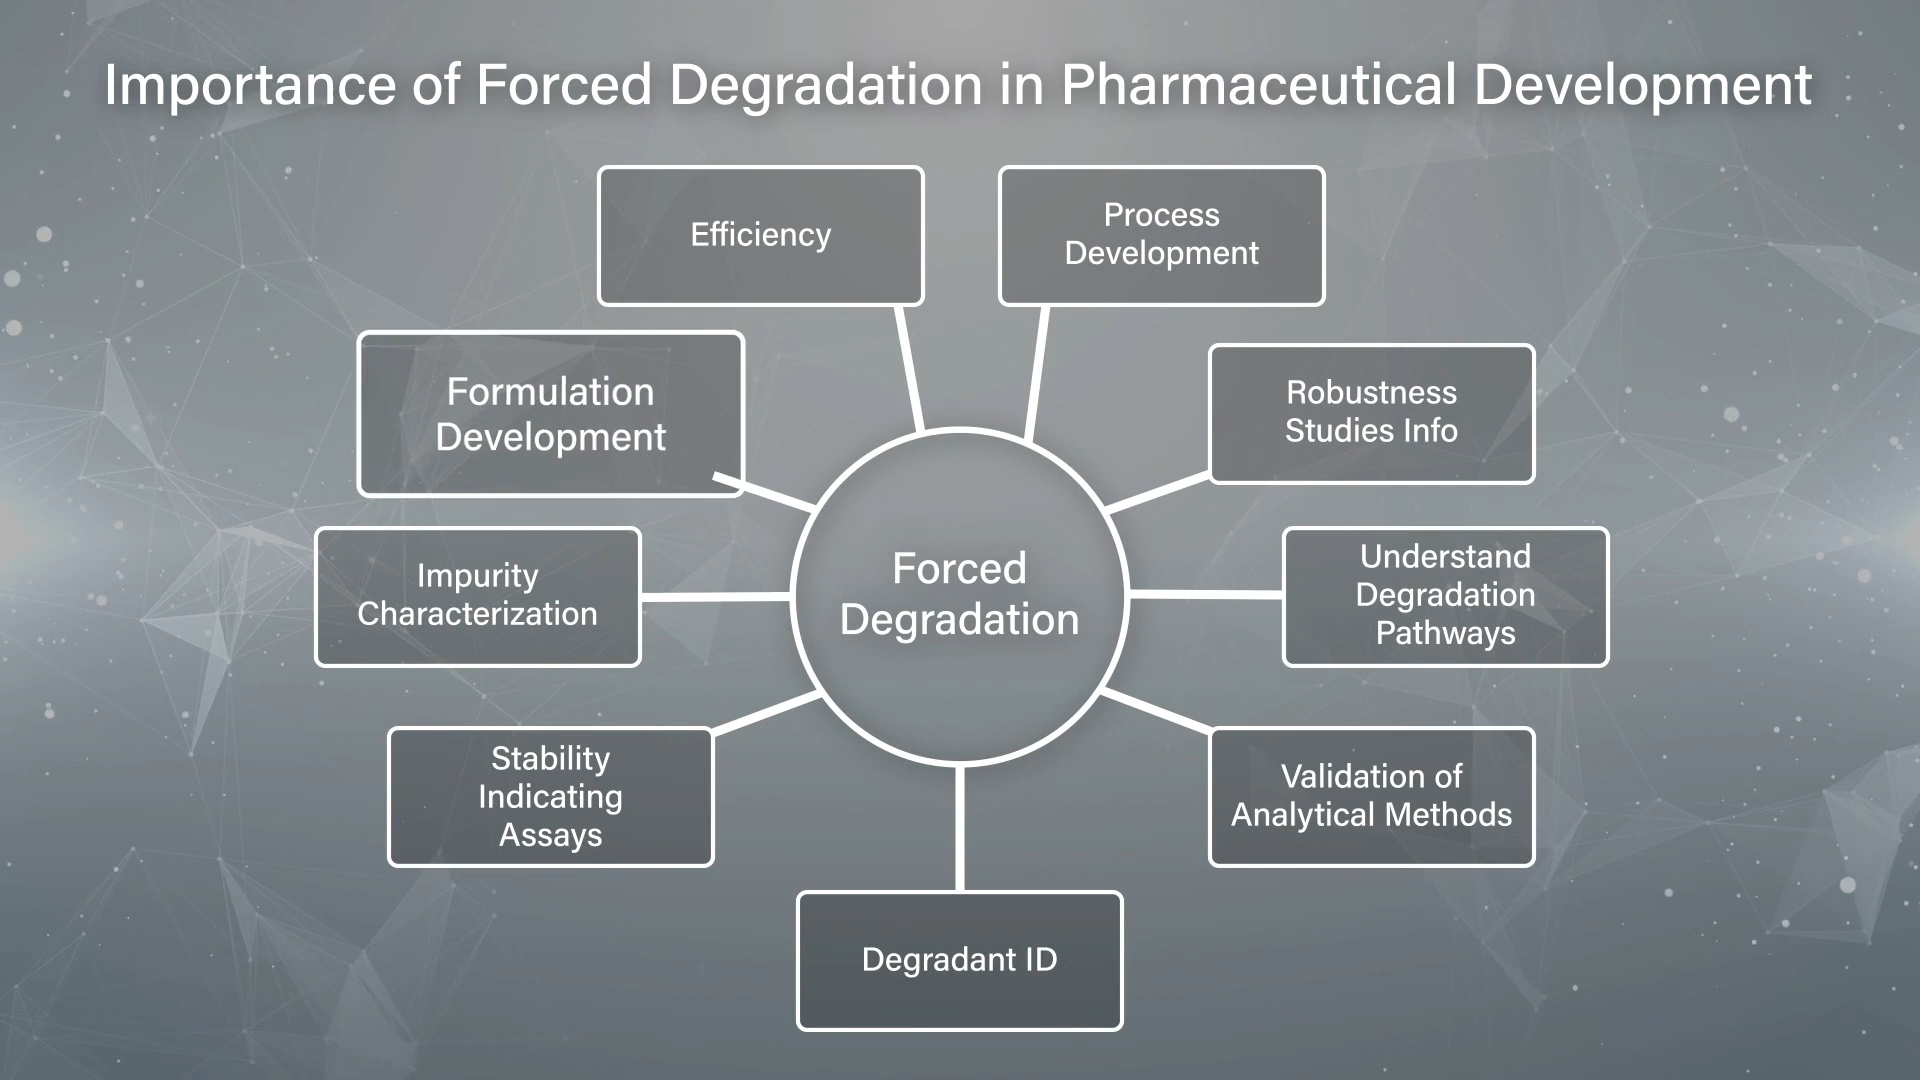 Importance of Forced Degradation in Pharmaceutical Development
Efficiency
Process
Development
Formulation
Development
Robustness
Studies Info
Impurity
Characterization
Forced
Degradation
Understand
Degradation
Pathways
Stability
Indicating
Assays
Validation of
Analytical Methods
Degradant ID